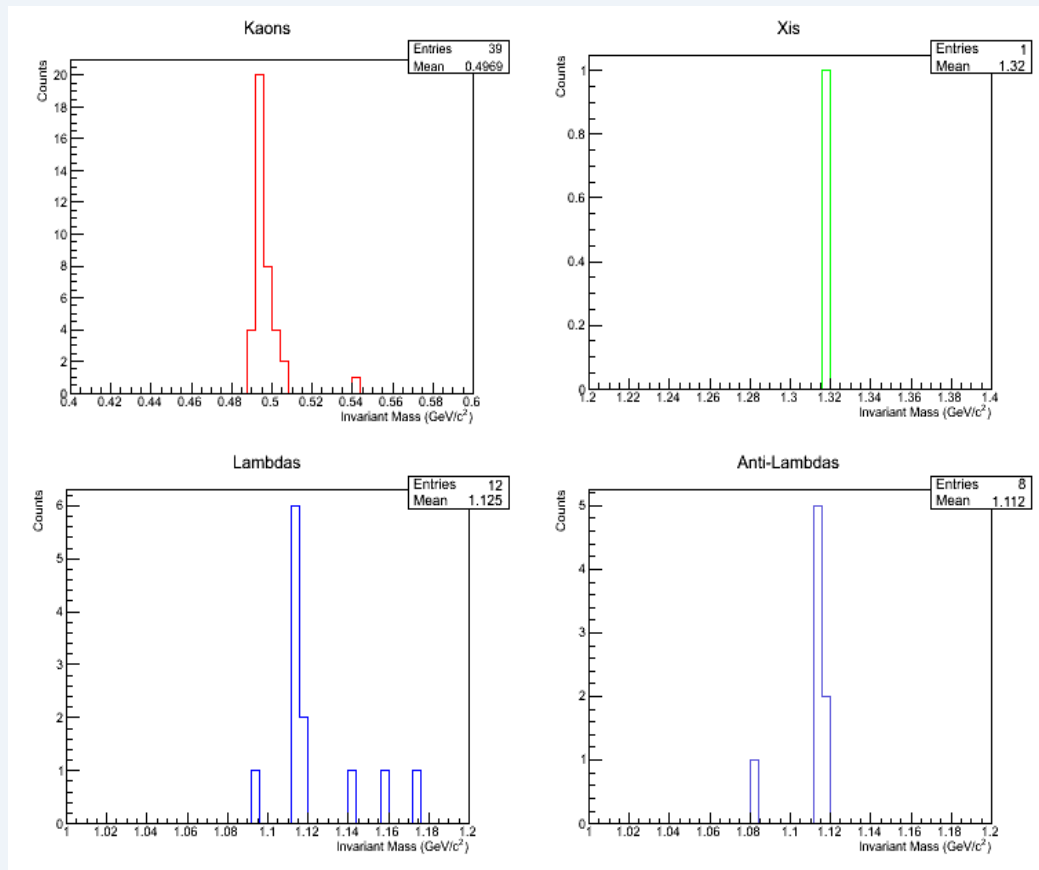 Kaons
Entries 39
Mean 0.4969
Counts
20
18
16
14
12
10
8
6
4
2
0
0.4 0.42 0.44 0.46 0.48 0.5 0.52 0.54 0.56 0.58 0.6
Invariant Mass (GeV/c²)
Xis
Entries 1
Mean 1.32
Counts
1
0.8
0.6
0.4
0.2
0
1.2 1.22 1.24 1.26 1.28 1.3 1.32 1.34 1.36 1.38 1.4
Invariant Mass (GeV/c²)
Lambdas
Entries 12
Mean 1.125
Counts
6
5
4
3
2
1
0
1 1.02 1.04 1.06 1.08 1.1 1.12 1.14 1.16 1.18 1.2
Invariant Mass (GeV/c²)
Anti-Lambdas
Entries 8
Mean 1.112
Counts
5
4
3
2
1
0
1 1.02 1.04 1.06 1.08 1.1 1.12 1.14 1.16 1.18 1.2
Invariant Mass (GeV/c²)